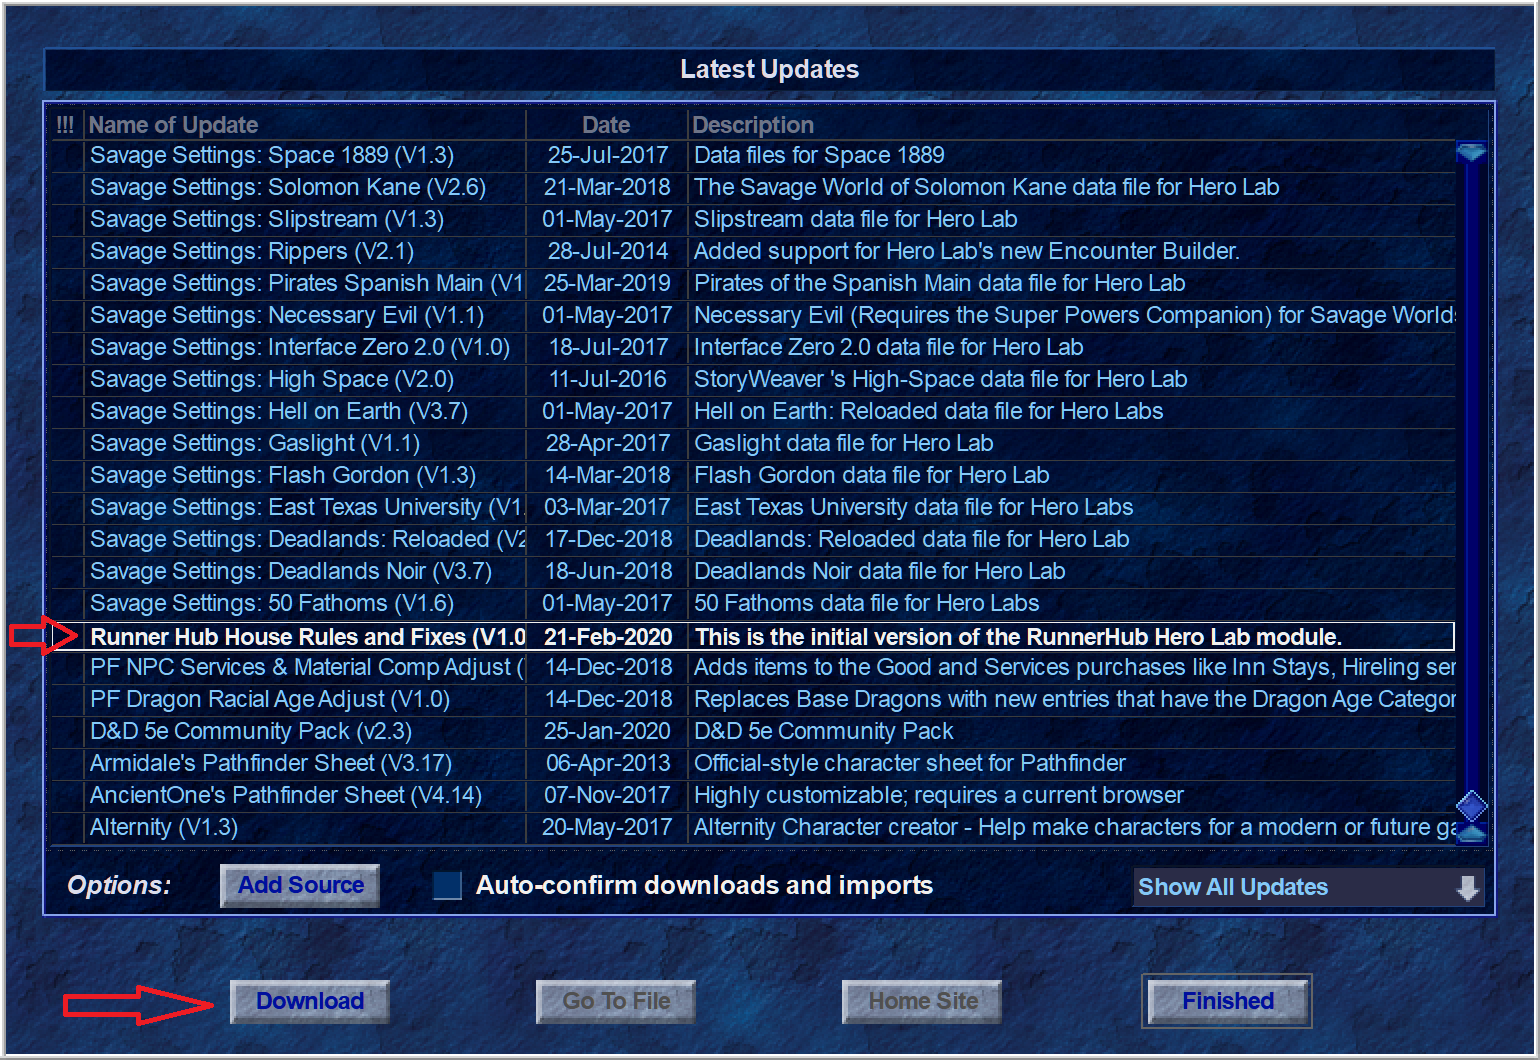 Latest Updates
!!! Name of Update Date Description
Savage Settings: Space 1889 (V1.3) 25-Jul-2017 Data files for Space 1889
Savage Settings: Solomon Kane (V2.6) 21-Mar-2018 The Savage World of Solomon Kane data file for Hero Lab
Savage Settings: Slipstream (V1.3) 01-May-2017 Slipstream data file for Hero Lab
Savage Settings: Rippers (V2.1) 28-Jul-2014 Added support for Hero Lab's new Encounter Builder.
Savage Settings: Pirates Spanish Main (V1 25-Mar-2019 Pirates of the Spanish Main data file for Hero Lab
Savage Settings: Necessary Evil (V1.1) 01-May-2017 Necessary Evil (Requires the Super Powers Companion) for Savage Worlds
Savage Settings: Interface Zero 2.0 (V1.0) 18-Jul-2017 Interface Zero 2.0 data file for Hero Lab
Savage Settings: High Space (V2.0) 11-Jul-2016 StoryWeaver 's High-Space data file for Hero Lab
Savage Settings: Hell on Earth (V3.7) 01-May-2017 Hell on Earth: Reloaded data file for Hero Labs
Savage Settings: Gaslight (V1.1) 28-Apr-2017 Gaslight data file for Hero Lab
Savage Settings: Flash Gordon (V1.3) 14-Mar-2018 Flash Gordon data file for Hero Lab
Savage Settings: East Texas University (V1. 03-Mar-2017 East Texas University data file for Hero Labs
Savage Settings: Deadlands: Reloaded (V2 17-Dec-2018 Deadlands: Reloaded data file for Hero Lab
Savage Settings: Deadlands Noir (V3.7) 18-Jun-2018 Deadlands Noir data file for Hero Lab
Savage Settings: 50 Fathoms (V1.6) 01-May-2017 50 Fathoms data file for Hero Labs
Runner Hub House Rules and Fixes (V1.0 21-Feb-2020 This is the initial version of the RunnerHub Hero Lab module.
PF NPC Services & Material Comp Adjust ( 14-Dec-2018 Adds items to the Good and Services purchases like Inn Stays, Hireling ser
PF Dragon Racial Age Adjust (V1.0) 14-Dec-2018 Replaces Base Dragons with new entries that have the Dragon Age Categor
D&D 5e Community Pack (v2.3) 25-Jan-2020 D&D 5e Community Pack
Armidale's Pathfinder Sheet (V3.17) 06-Apr-2013 Official-style character sheet for Pathfinder
AncientOne's Pathfinder Sheet (V4.14) 07-Nov-2017 Highly customizable; requires a current browser
Alternity (V1.3) 20-May-2017 Alternity Character creator - Help make characters for a modern or future ga
Options: Add Source Auto-confirm downloads and imports Show All Updates
Download Go To File Home Site Finished